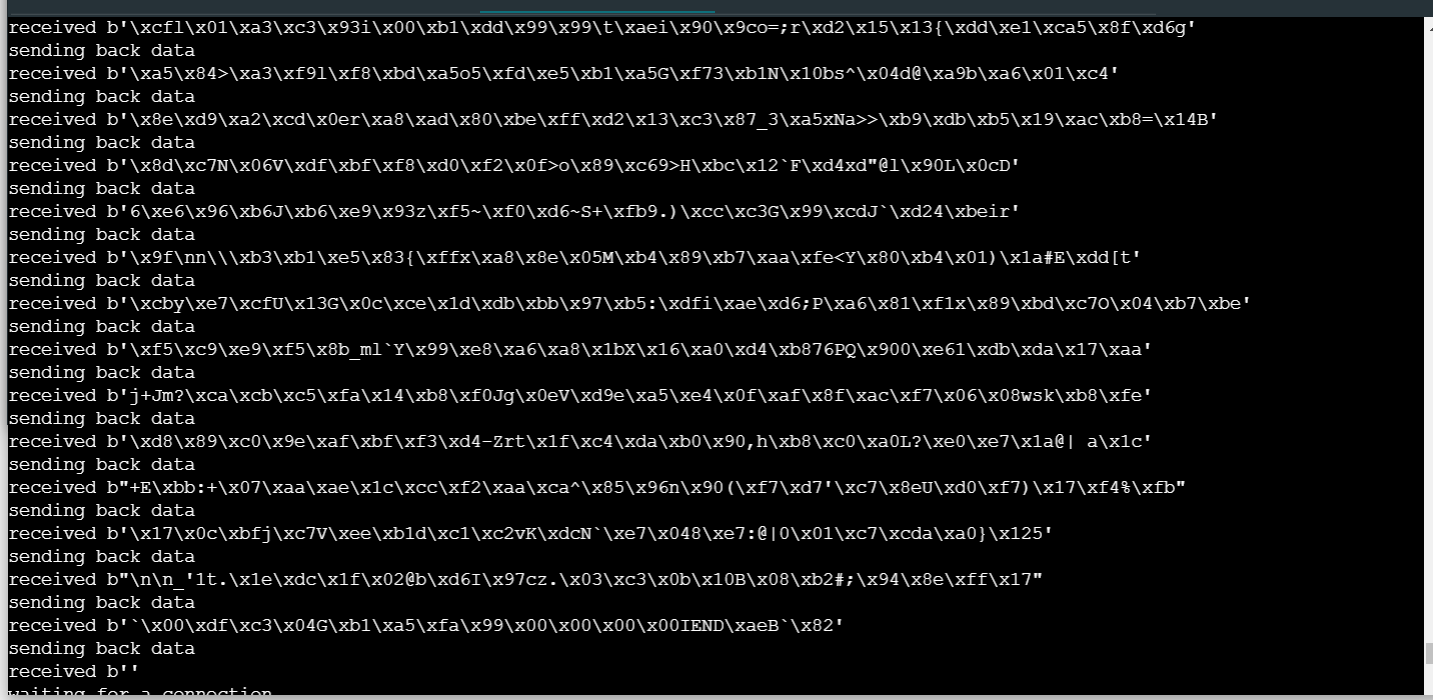 received b'\xcfl\x01\xa3\xc3\x93i\x00\xb1\xdd\x99\x99\t\xaei\x90\x9co=;r\xd2\x15\x13{\xdd\xe1\xca5\x8f\xd6g'
sending back data
received b'\xa5\x84>\xa3\xf9l\xf8\xbd\xa5o5\xfd\xe5\xb1\xa5G\xf73\xb1N\x10bs^\x04d@\xa9b\xa6\x01\xc4'
sending back data
received b'\x8e\xd9\xa2\xcd\x0er\xa8\xad\x80\xbe\xff\xd2\x13\xc3\x87_3\xa5xNa>>\xb9\xdb\xb5\x19\xac\xb8=\x14B'
sending back data
received b'\x8d\xc7N\x06V\xdf\xbf\xf8\xd0\xf2\x0f>o\x89\xc69>H\xbc\x12`F\xd4xd"@l\x90L\x0cD'
sending back data
received b'6\xe6\x96\xb6J\xb6\xe9\x93z\xf5~\xf0\xd6~S+\xfb9.)\xcc\xc3G\x99\xcdJ`\xd24\xbeir'
sending back data
received b'\x9f\nn\\\xb3\xb1\xe5\x83{\xffx\xa8\x8e\x05M\xb4\x89\xb7\xaa\xfe<Y\x80\xb4\x01)\x1a#E\xdd[t'
sending back data
received b'\xcby\xe7\xcfU\x13G\x0c\xce\x1d\xdb\xbb\x97\xb5:\xdfi\xae\xd6;P\xa6\x81\xf1x\x89\xbd\xc7O\x04\xb7\xbe'
sending back data
received b'\xf5\xc9\xe9\xf5\x8b_ml`Y\x99\xe8\xa6\xa8\x1bX\x16\xa0\xd4\xb876PQ\x900\xe61\xdb\xda\x17\xaa'
sending back data
received b'j+Jm?\xca\xcb\xc5\xfa\x14\xb8\xf0Jg\x0eV\xd9e\xa5\xe4\x0f\xaf\x8f\xac\xf7\x06\x08wsk\xb8\xfe'
sending back data
received b'\xd8\x89\xc0\x9e\xaf\xbf\xf3\xd4-Zrt\x1f\xc4\xda\xb0\x90,h\xb8\xc0\xa0L?\xe0\xe7\x1a@| a\x1c'
sending back data
received b"+E\xbb:+\x07\xaa\xae\x1c\xcc\xf2\xaa\xca^\x85\x96n\x90(\xf7\xd7'\xc7\x8eU\xd0\xf7)\x17\xf4%\xfb"
sending back data
received b'\x17\x0c\xbfj\xc7V\xee\xb1d\xc1\xc2vK\xdcN`\xe7\x048\xe7:@|0\x01\xc7\xcda\xa0}\x125'
sending back data
received b"\n\n_'1t.\x1e\xdc\x1f\x02@b\xd6I\x97cz.\x03\xc3\x0b\x10B\x08\xb2#;\x94\x8e\xff\x17"
sending back data
received b'`\x00\xdf\xc3\x04G\xb1\xa5\xfa\x99\x00\x00\x00\x00IEND\xaeB`\x82'
sending back data
received b''
waiting for a connection